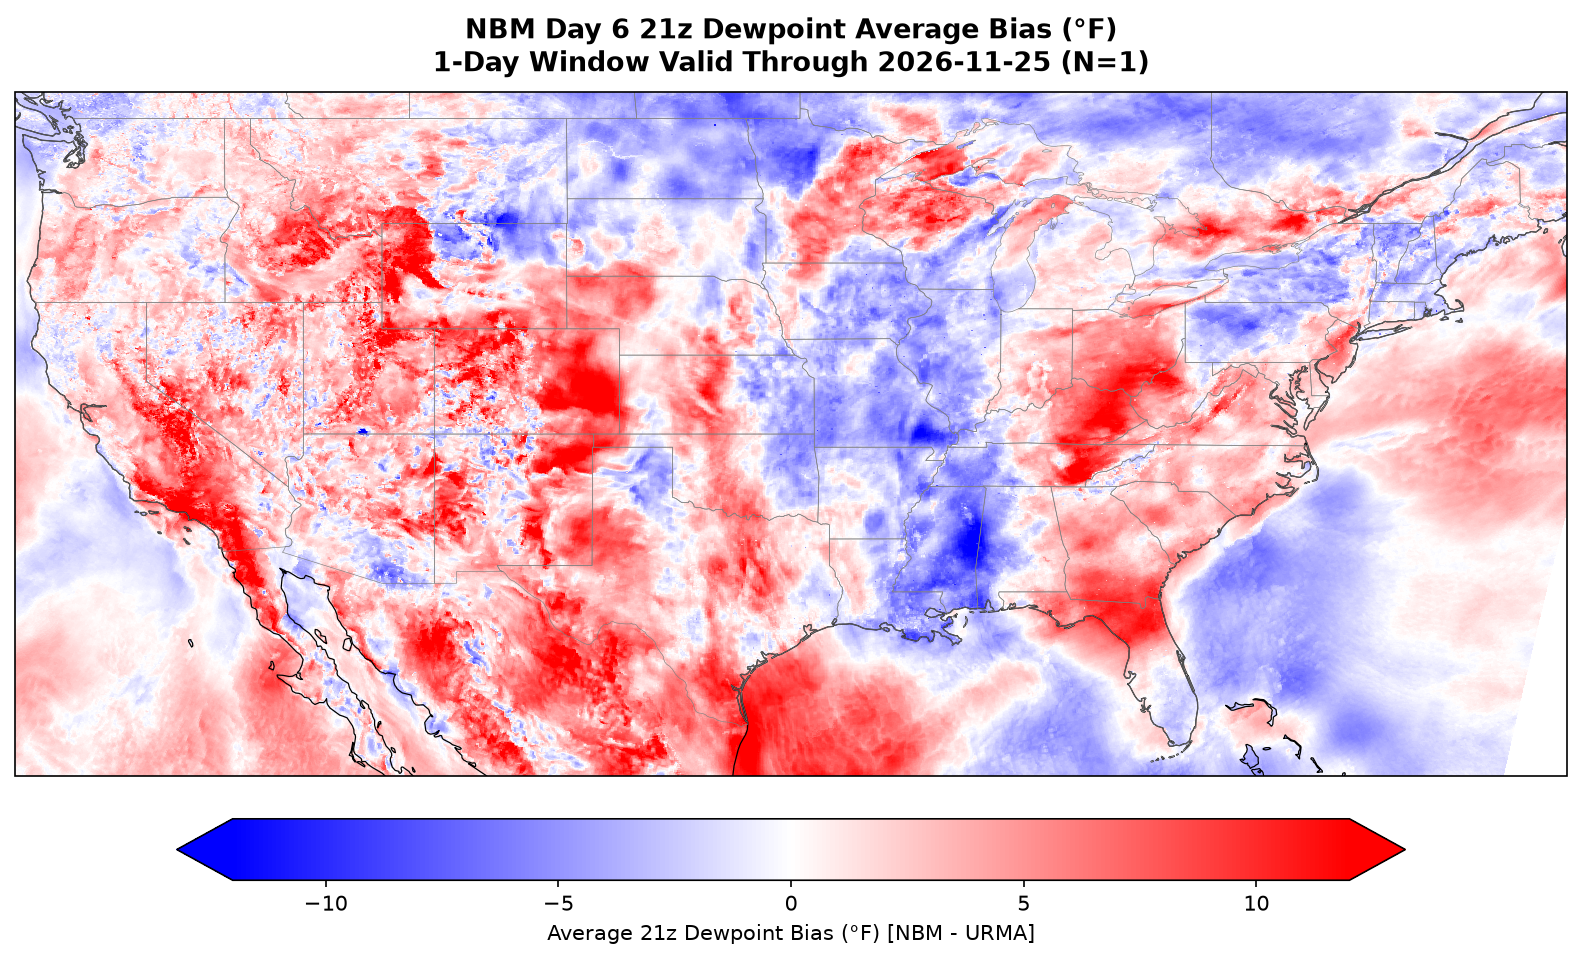 NBM Day 6 21z Dewpoint Average Bias (°F)
1-Day Window Valid Through 2026-11-25 (N=1)
−10 −5 0 5 10
Average 21z Dewpoint Bias (°F) [NBM - URMA]